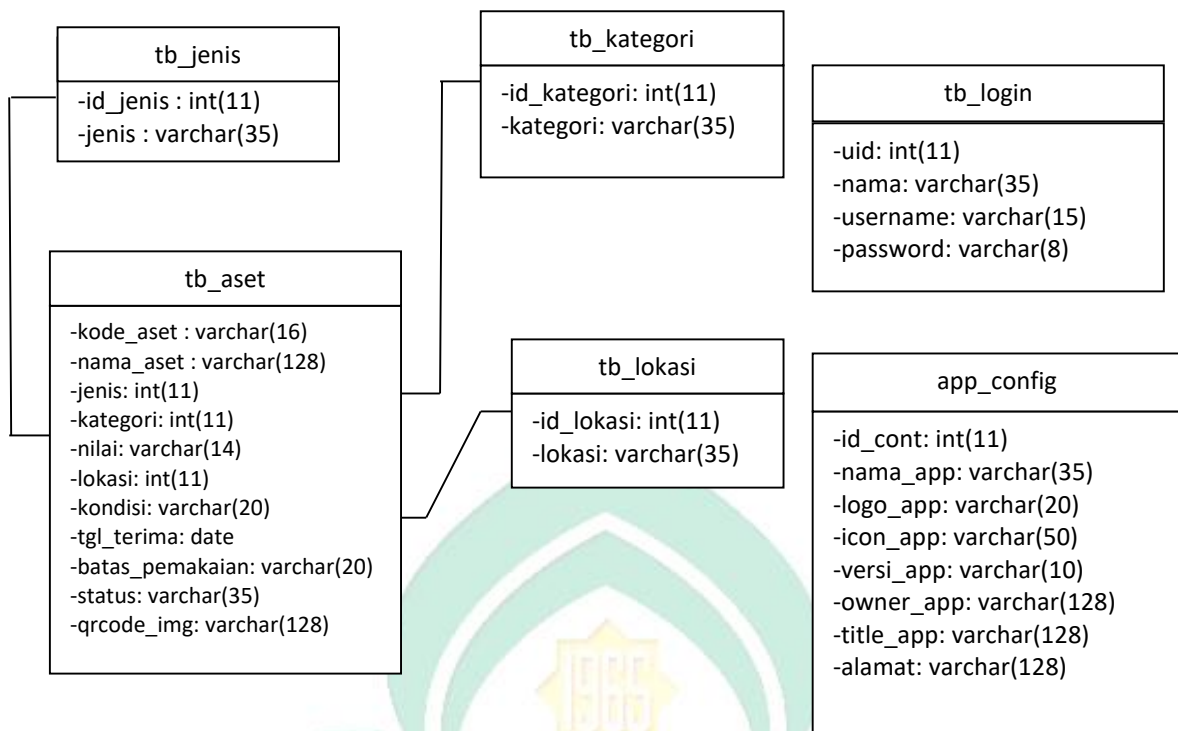 tb_jenis
-id_jenis : int(11)
-jenis : varchar(35)
tb_kategori
-id_kategori: int(11)
-kategori: varchar(35)
tb_login
-uid: int(11)
-nama: varchar(35)
-username: varchar(15)
-password: varchar(8)
tb_aset
-kode_aset : varchar(16)
-nama_aset : varchar(128)
-jenis: int(11)
-kategori: int(11)
-nilai: varchar(14)
-lokasi: int(11)
-kondisi: varchar(20)
-tgl_terima: date
-batas_pemakaian: varchar(20)
-status: varchar(35)
-qrcode_img: varchar(128)
tb_lokasi
-id_lokasi: int(11)
-lokasi: varchar(35)
app_config
-id_cont: int(11)
-nama_app: varchar(35)
-logo_app: varchar(20)
-icon_app: varchar(50)
-versi_app: varchar(10)
-owner_app: varchar(128)
-title_app: varchar(128)
-alamat: varchar(128)